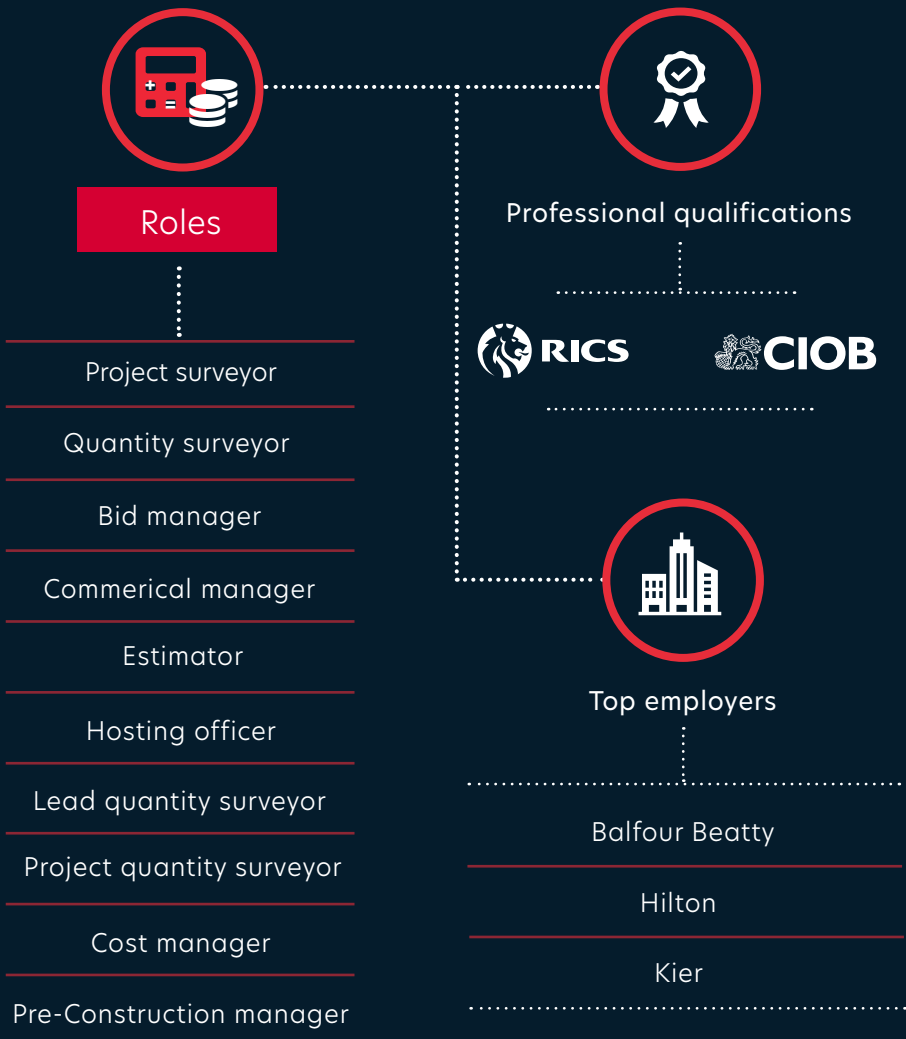 Roles
Project surveyor
Quantity surveyor
Bid manager
Commerical manager
Estimator
Hosting officer
Lead quantity surveyor
Project quantity surveyor
Cost manager
Pre-Construction manager
Professional qualifications
RICS
CIOB
Top employers
Balfour Beatty
Hilton
Kier